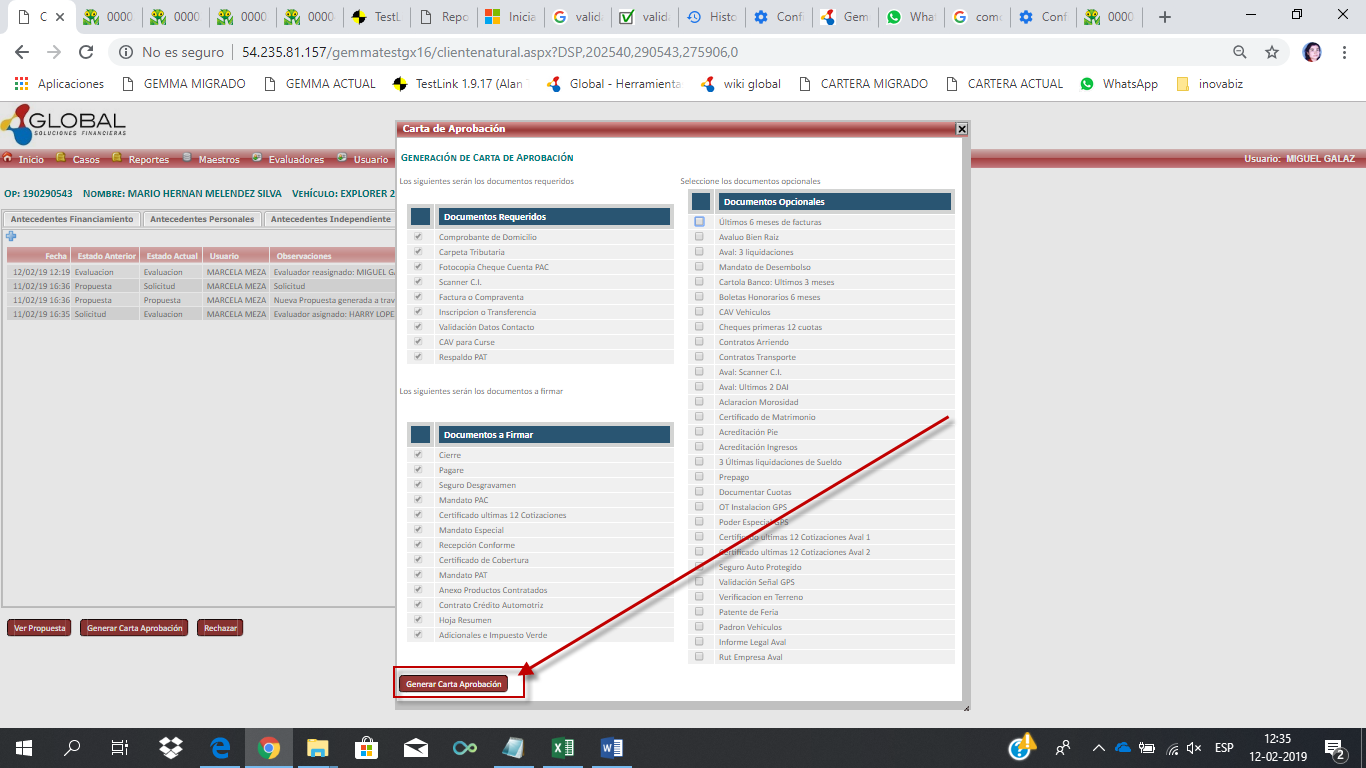 C
0000
000
000
0000
TestL
Repo
Inicia
valid
valid
Histo
Conf
Gem
What
como
Conf
0000
No es seguro | 54.235.81.157/gemmatestgx16/clientenatural.aspx?DSP,202540,290543,275906,0
Aplicaciones
GEMMA MIGRADO
GEMMA ACTUAL
TestLink 1.9.17 (Alan
Global - Herramienta
wiki global
CARTERA MIGRADO
CARTERA ACTUAL
WhatsApp
inovabiz
GLOBAL
SOLUCIONES FINANCIERAS
Inicio
Casos
Reportes
Maestros
Evaluadores
Usuario
Usuario: MIGUEL GALAZ
OP: 190290543 NOMBRE: MARIO HERNAN MELENDEZ SILVA VEHÍCULO: EXPLORER 2
Antecedentes Financiamiento
Antecedentes Personales
Antecedentes Independiente
Fecha Estado Anterior Estado Actual Usuario Observaciones
12/02/19 12:19 Evaluacion Evaluacion MARCELA MEZA Evaluador reasignado: MIGUEL GA
11/02/19 16:36 Propuesta Solicitud MARCELA MEZA Solicitud
11/02/19 16:36 Propuesta Propuesta MARCELA MEZA Nueva Propuesta generada a trav
11/02/19 16:35 Solicitud Evaluacion MARCELA MEZA Evaluador asignado: HARRY LOPE
Ver Propuesta
Generar Carta Aprobación
Rechazar
Carta de Aprobación
GENERACIÓN DE CARTA DE APROBACIÓN
Los siguientes serán los documentos requeridos
Documentos Requeridos
Comprobante de Domicilio
Carpeta Tributaria
Fotocopia Cheque Cuenta PAC
Scanner C.I.
Factura o Compraventa
Inscripcion o Transferencia
Validación Datos Contacto
CAV para Curse
Respaldo PAT
Los siguientes serán los documentos a firmar
Documentos a Firmar
Cierre
Pagare
Seguro Desgravamen
Mandato PAC
Certificado ultimas 12 Cotizaciones
Mandato Especial
Recepción Conforme
Certificado de Cobertura
Mandato PAT
Anexo Productos Contratados
Contrato Crédito Automotriz
Hoja Resumen
Adicionales e Impuesto Verde
Generar Carta Aprobación
Seleccione los documentos opcionales
Documentos Opcionales
Últimos 6 meses de facturas
Avaluo Bien Raiz
Aval: 3 liquidaciones
Mandato de Desembolso
Cartola Banco: Ultimos 3 meses
Boletas Honorarios 6 meses
CAV Vehiculos
Cheques primeras 12 cuotas
Contratos Arriendo
Contratos Transporte
Aval: Scanner C.I.
Aval: Ultimos 2 DAI
Aclaracion Morosidad
Certificado de Matrimonio
Acreditación Pie
Acreditación Ingresos
3 Últimas liquidaciones de Sueldo
Prepago
Documentar Cuotas
OT Instalacion GPS
Poder Especial GPS
Certificado ultimas 12 Cotizaciones Aval 1
Certificado ultimas 12 Cotizaciones Aval 2
Seguro Auto Protegido
Validación Señal GPS
Verificacion en Terreno
Patente de Feria
Padron Vehiculos
Informe Legal Aval
Rut Empresa Aval
ESP
12:35
12-02-2019
2